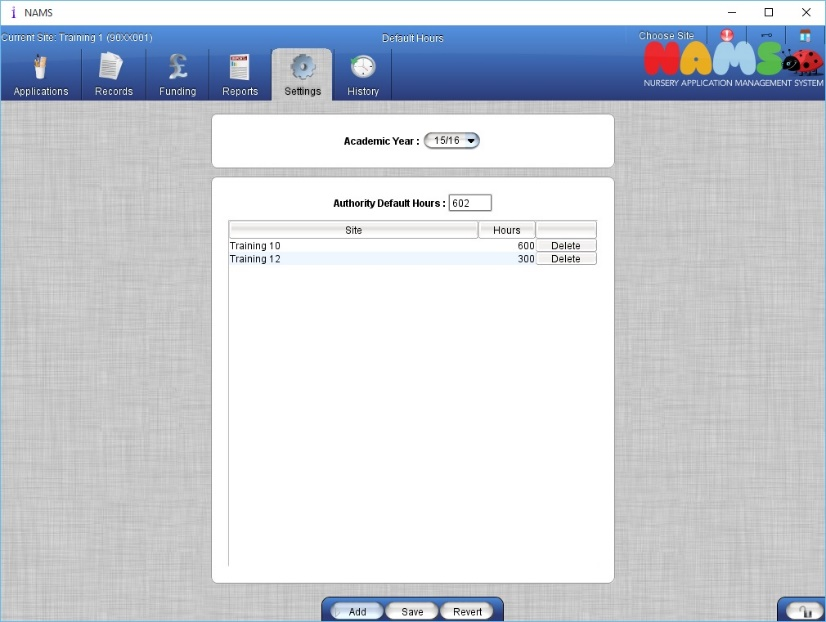 NAMS
Current Site: Training 1 (90XX001)
Default Hours
Choose Site
NAMS
NURSERY APPLICATION MANAGEMENT SYSTEM
Applications Records Funding Reports Settings History
Academic Year : 15/16
Authority Default Hours : 602
Site Hours
Training 10 600 Delete
Training 12 300 Delete
Add Save Revert